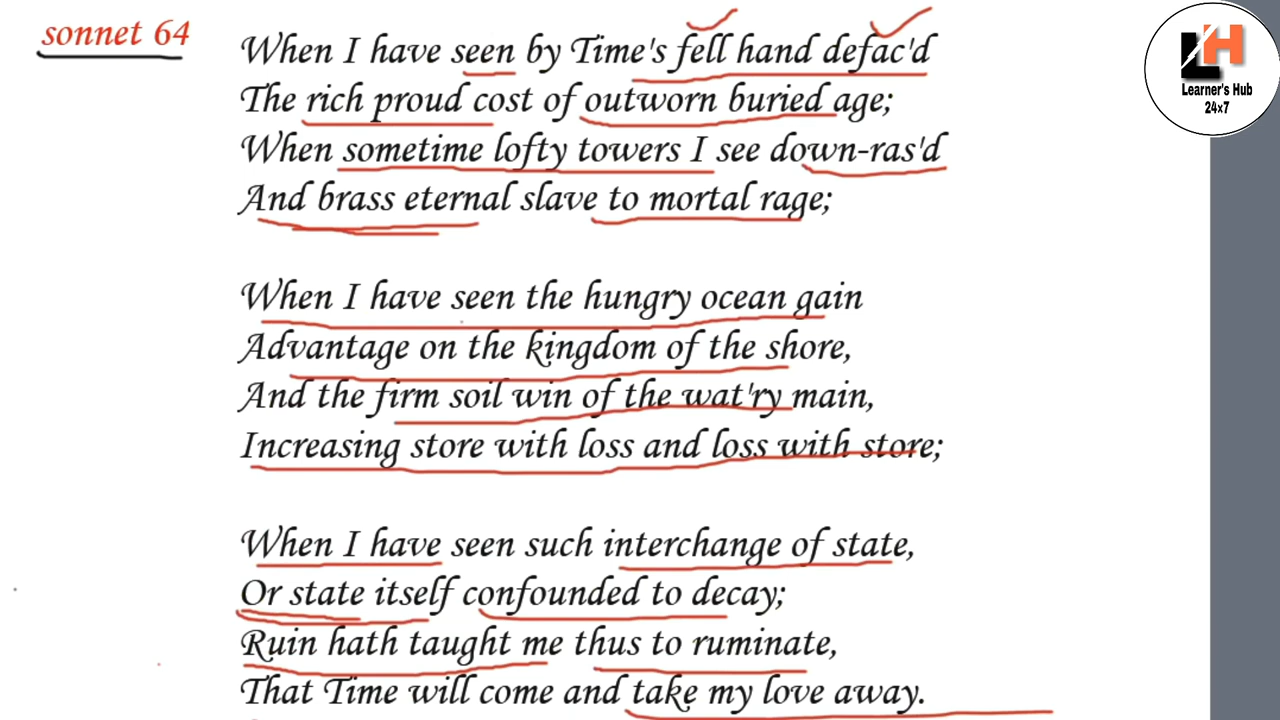 sonnet 64
When I have seen by Time's fell hand defac'd
The rich proud cost of outworn buried age;
When sometime lofty towers I see down-ras'd
And brass eternal slave to mortal rage;
When I have seen the hungry ocean gain
Advantage on the kingdom of the shore,
And the firm soil win of the wat'ry main,
Increasing store with loss and loss with store;
When I have seen such interchange of state,
Or state itself confounded to decay;
Ruin hath taught me thus to ruminate,
That Time will come and take my love away.
LH
Learner's Hub
24x7